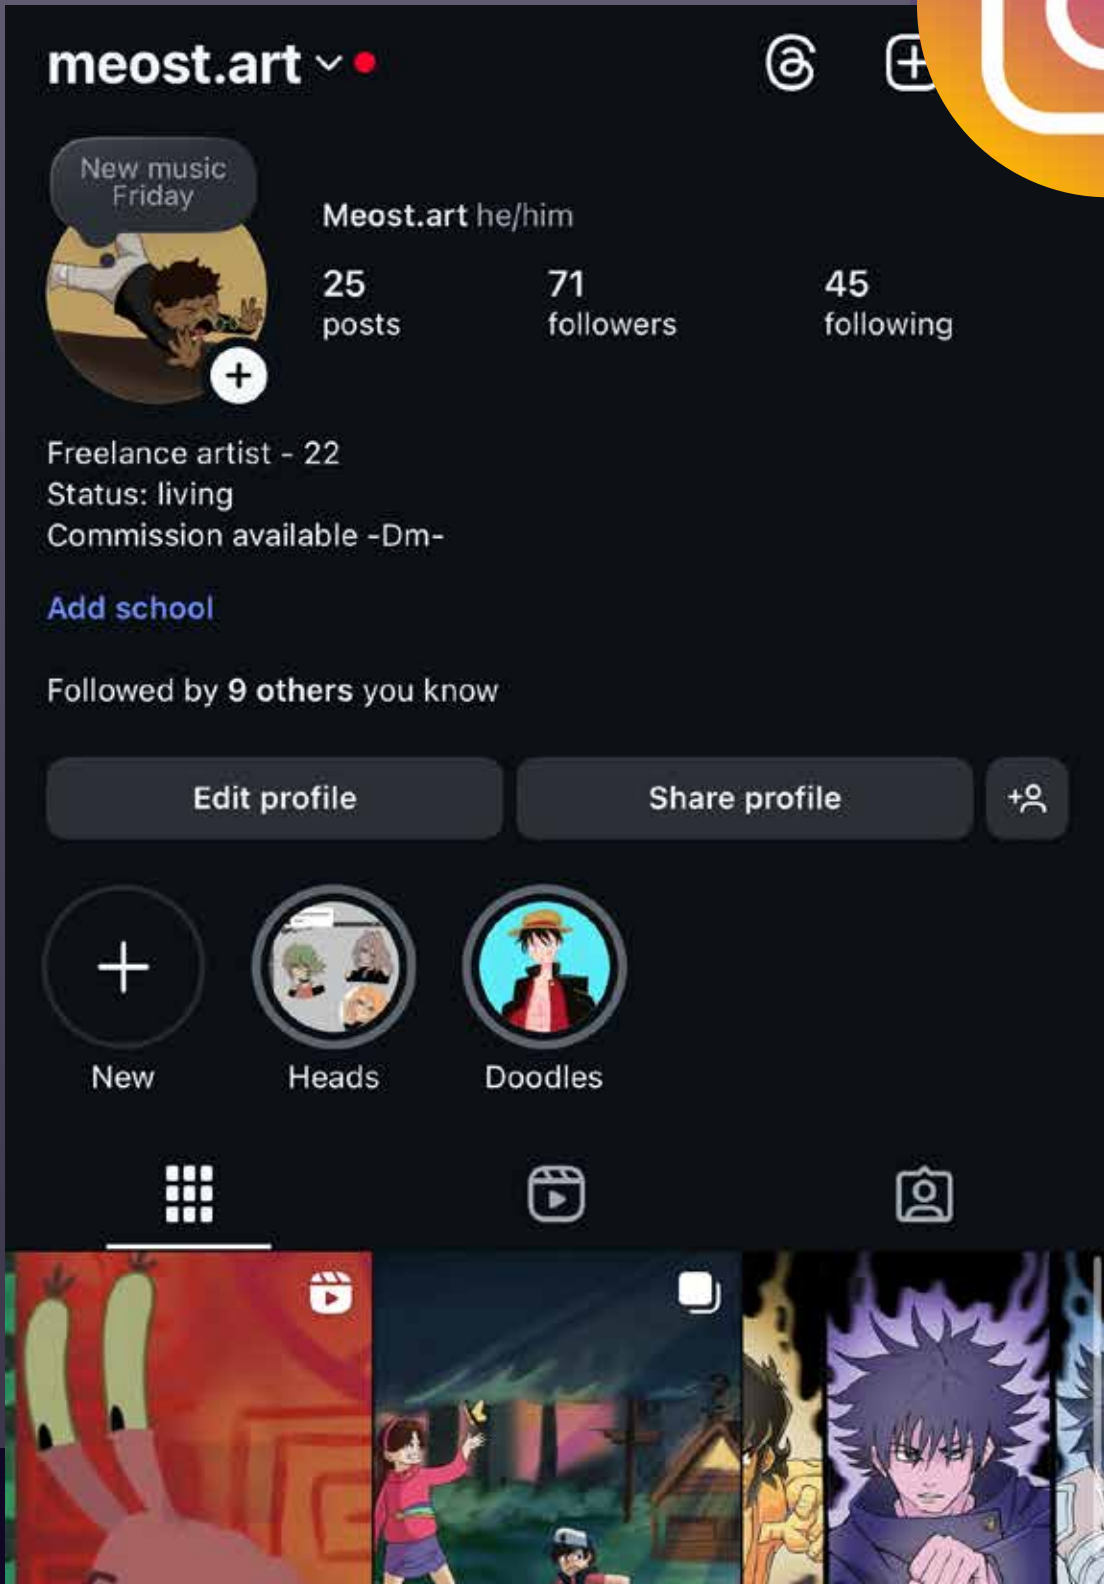 meost.art
New music
Friday
Meost.art he/him
25 71 45
posts followers following
Freelance artist - 22
Status: living
Commission available -Dm-
Add school
Followed by 9 others you know
Edit profile Share profile
New Heads Doodles